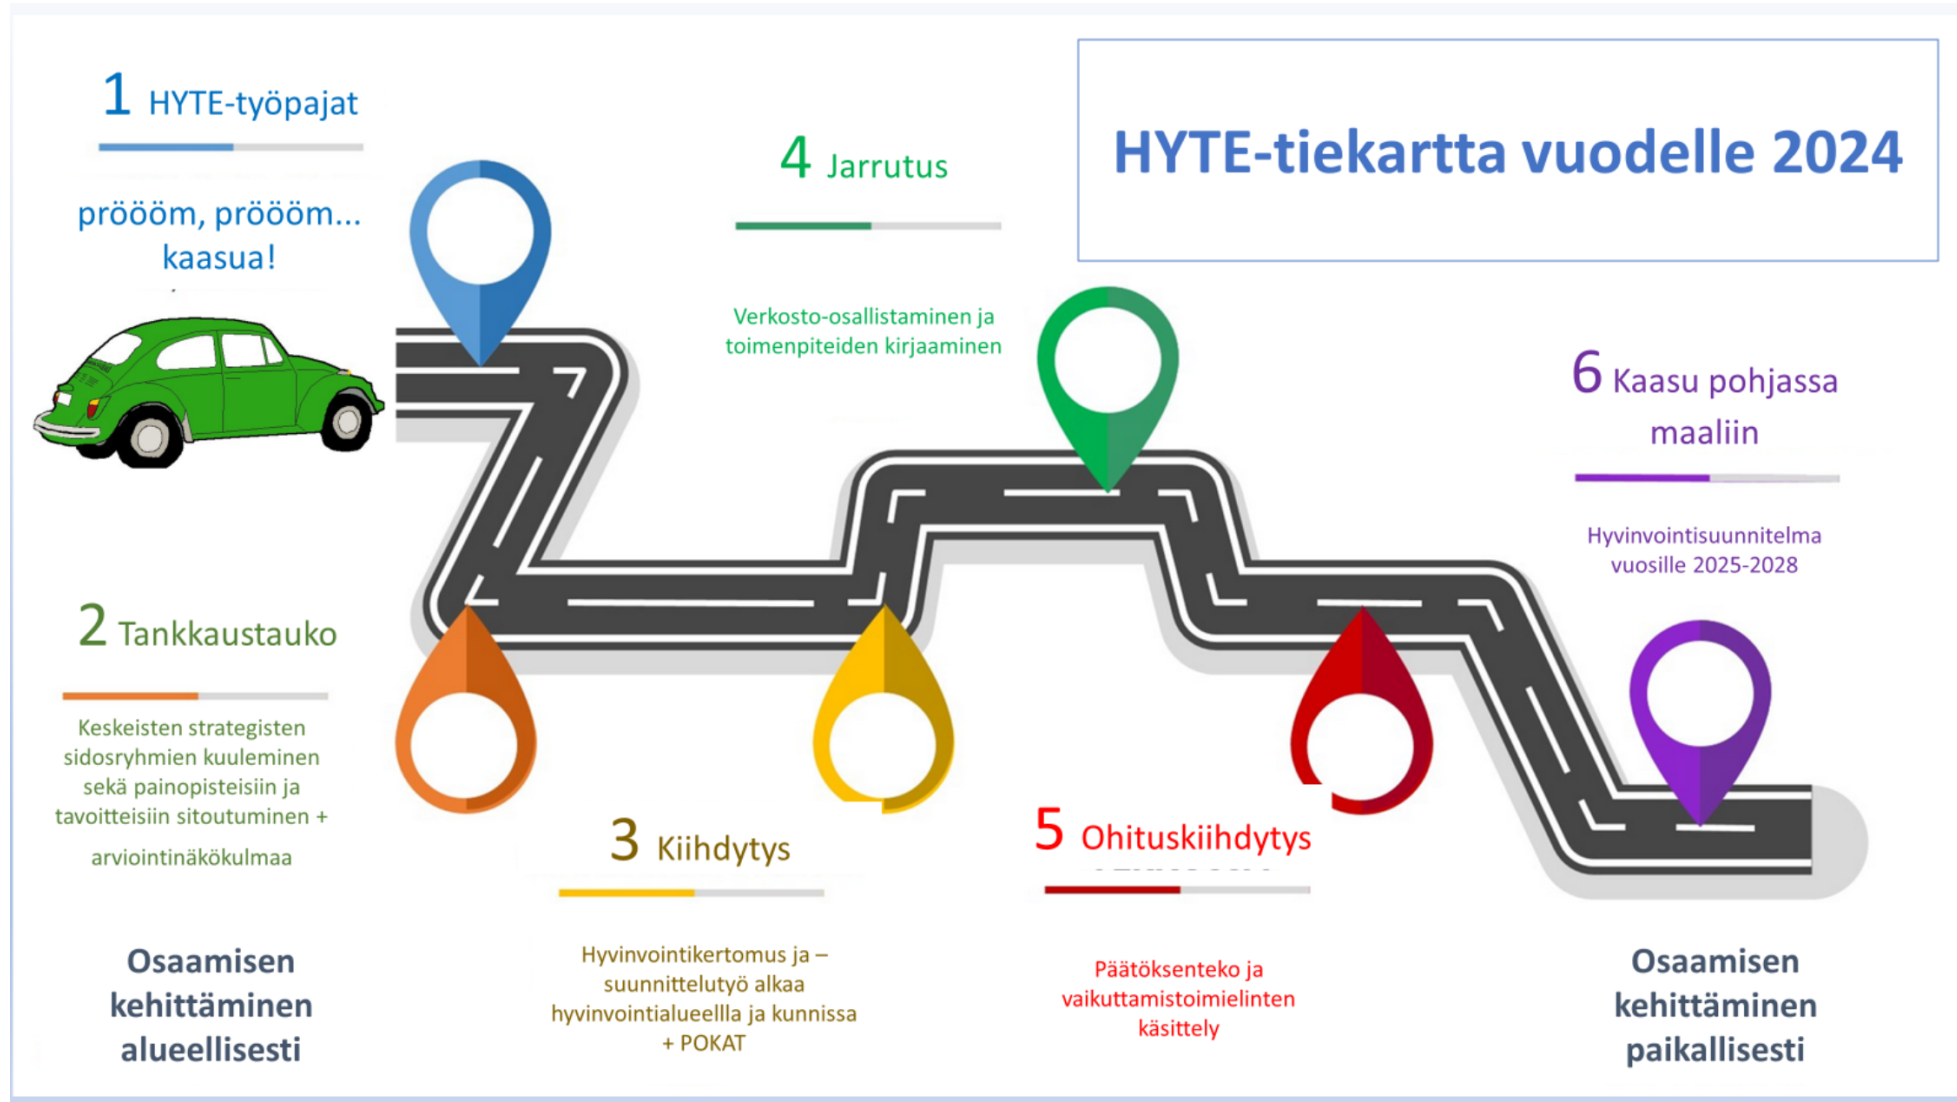 HYTE-tiekartta vuodelle 2024
1 HYTE-työpajat
pröööm, pröööm...
kaasua!
2 Tankkaustauko
Keskeisten strategisten
sidosryhmien kuuleminen
sekä painopisteisiin ja
tavoitteisiin sitoutuminen +
arviointinäkökulmaa
3 Kiihdytys
Hyvinvointikertomus ja –
suunnittelutyö alkaa
hyvinvointialueellla ja kunnissa
+ POKAT
4 Jarrutus
Verkosto-osallistaminen ja
toimenpiteiden kirjaaminen
5 Ohituskiihdytys
Päätöksenteko ja
vaikuttamistoimielinten
käsittely
6 Kaasu pohjassa
maaliin
Hyvinvointisuunnitelma
vuosille 2025-2028
Osaamisen
kehittäminen
alueellisesti
Osaamisen
kehittäminen
paikallisesti